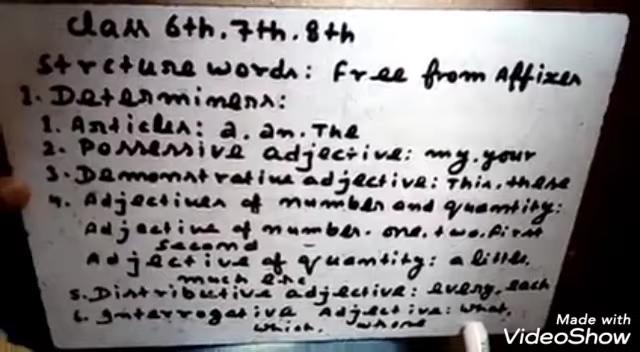 Class 6th. 7th. 8th
Strcture words: Free from Affixes
1. Determiners:
1. Articles: a. an. The
2. Possessive adjective: my. your
3. Demonstrative adjective: This. these
4. Adjectives of number and quantity:
Adjective of number. one. two. first
second
Adjective of quantity: a little.
much etc
5. Distributive adjective: every. each
6. Interrogative Adjective: what.
which. whose
Made with
VideoShow